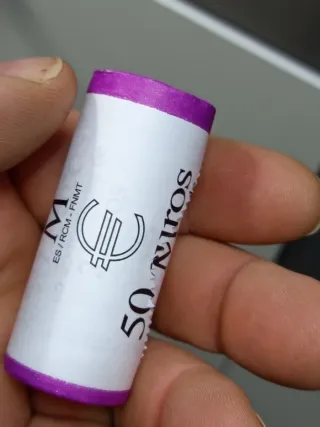 M
ES / RCM - FNMT
€
50 Euros